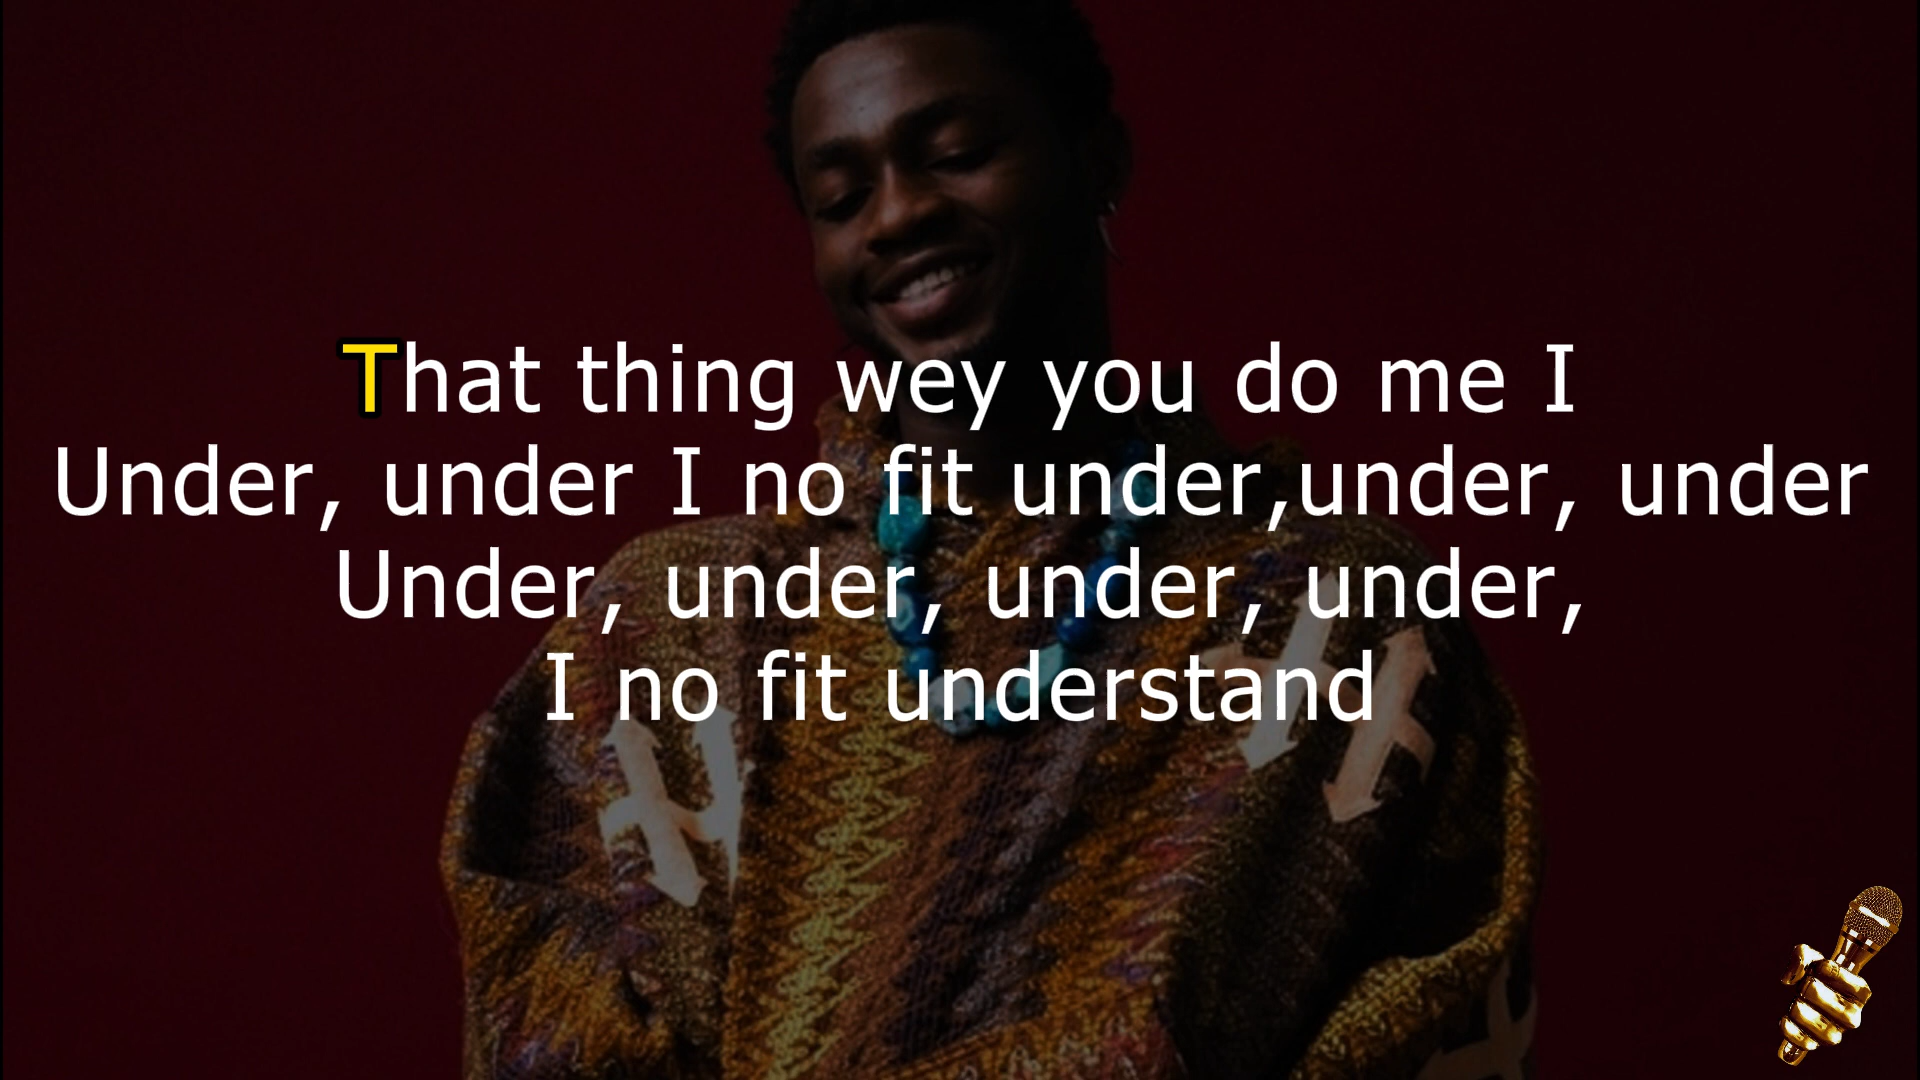 That thing wey you do me I
Under, under I no fit under,under, under
Under, under, under, under,
I no fit understand